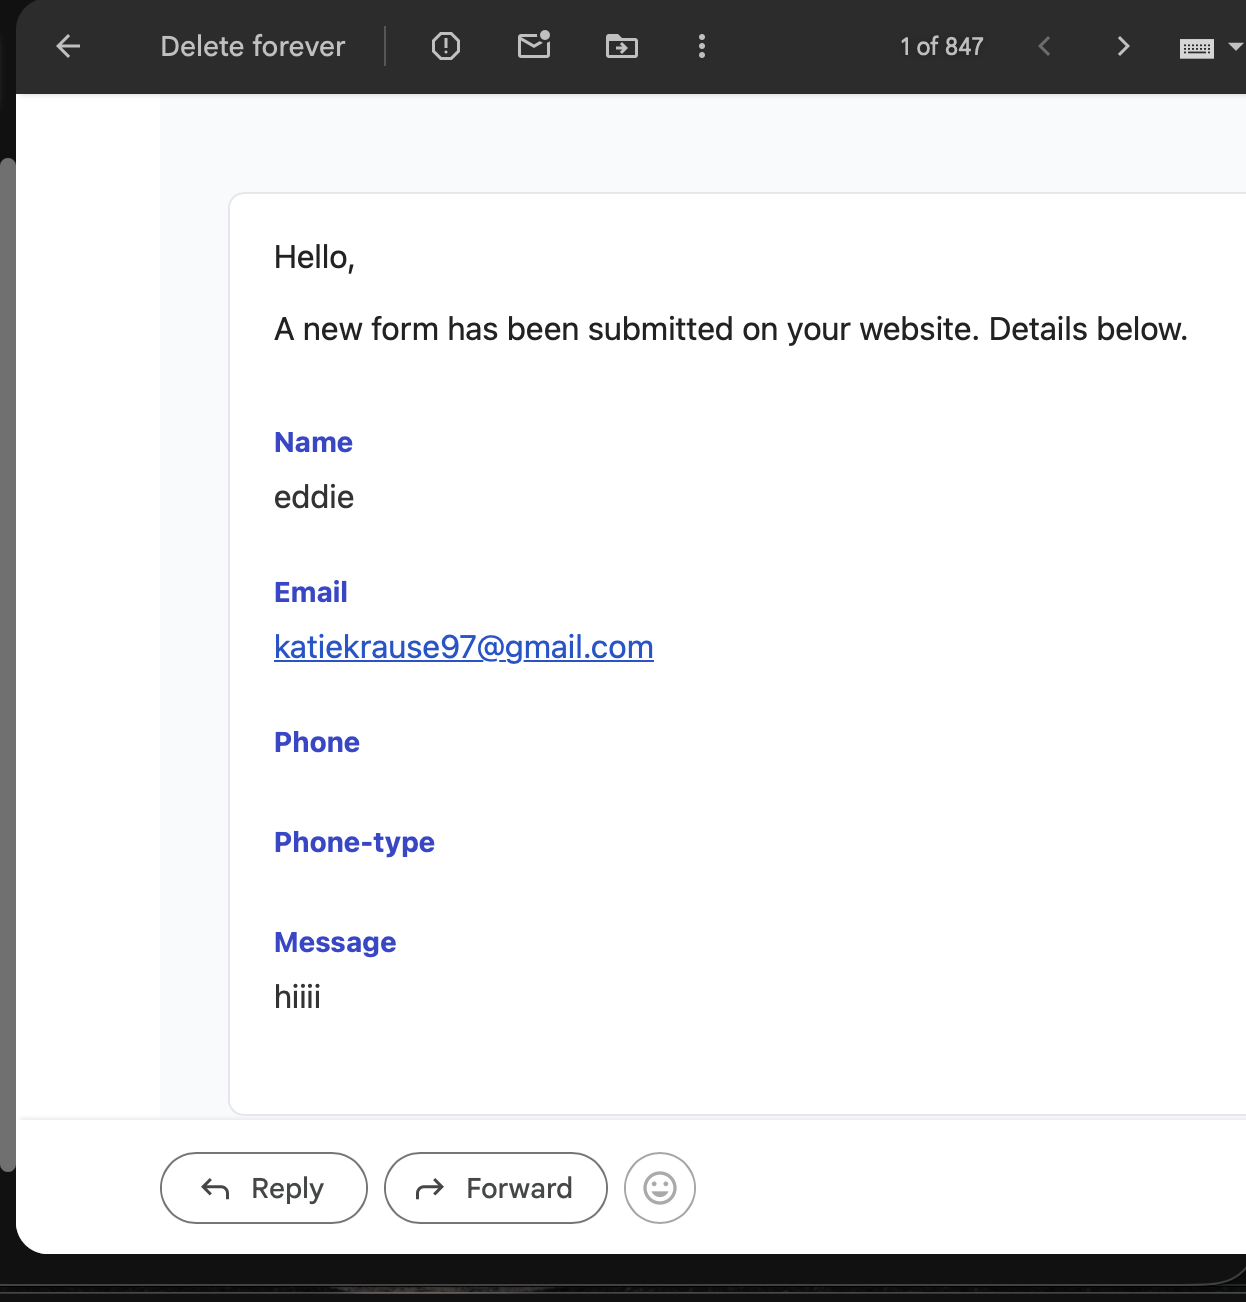 Delete forever
1 of 847
Hello,
A new form has been submitted on your website. Details below.
Name
eddie
Email
katiekrause97@gmail.com
Phone
Phone-type
Message
hiiii
Reply
Forward